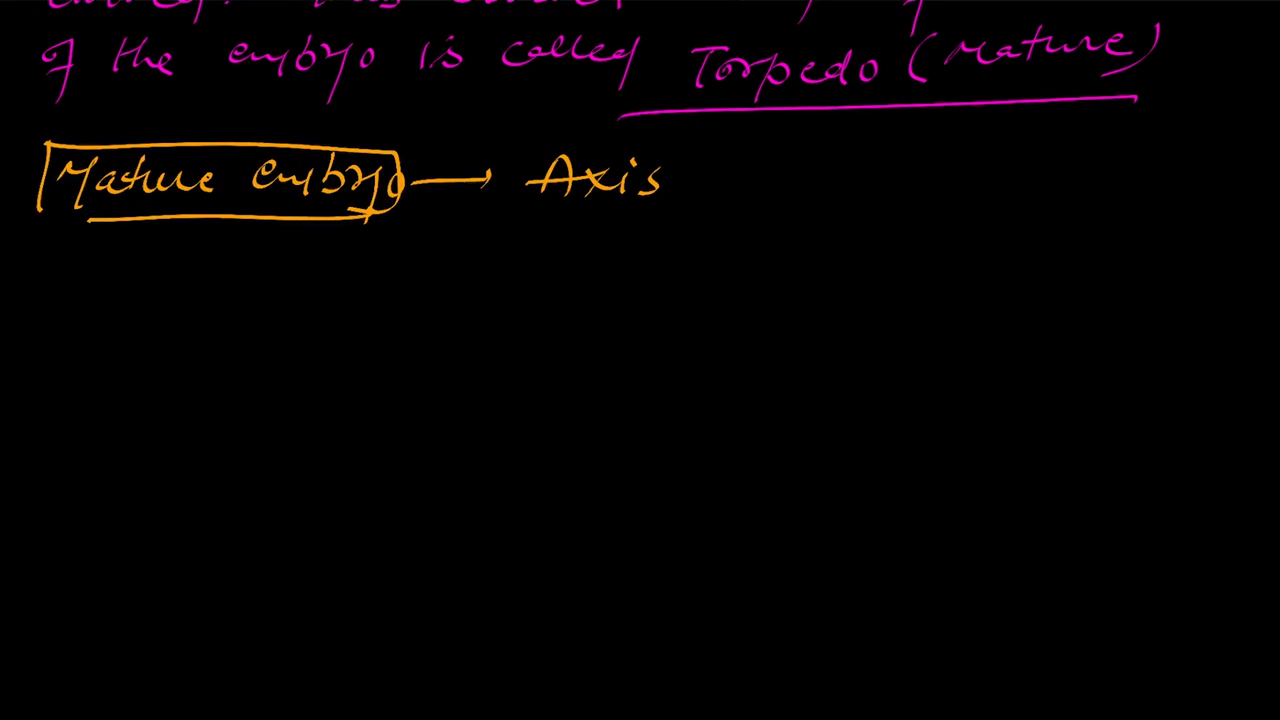 of the embryo is called Torpedo (Mature)
Mature embryo → Axis